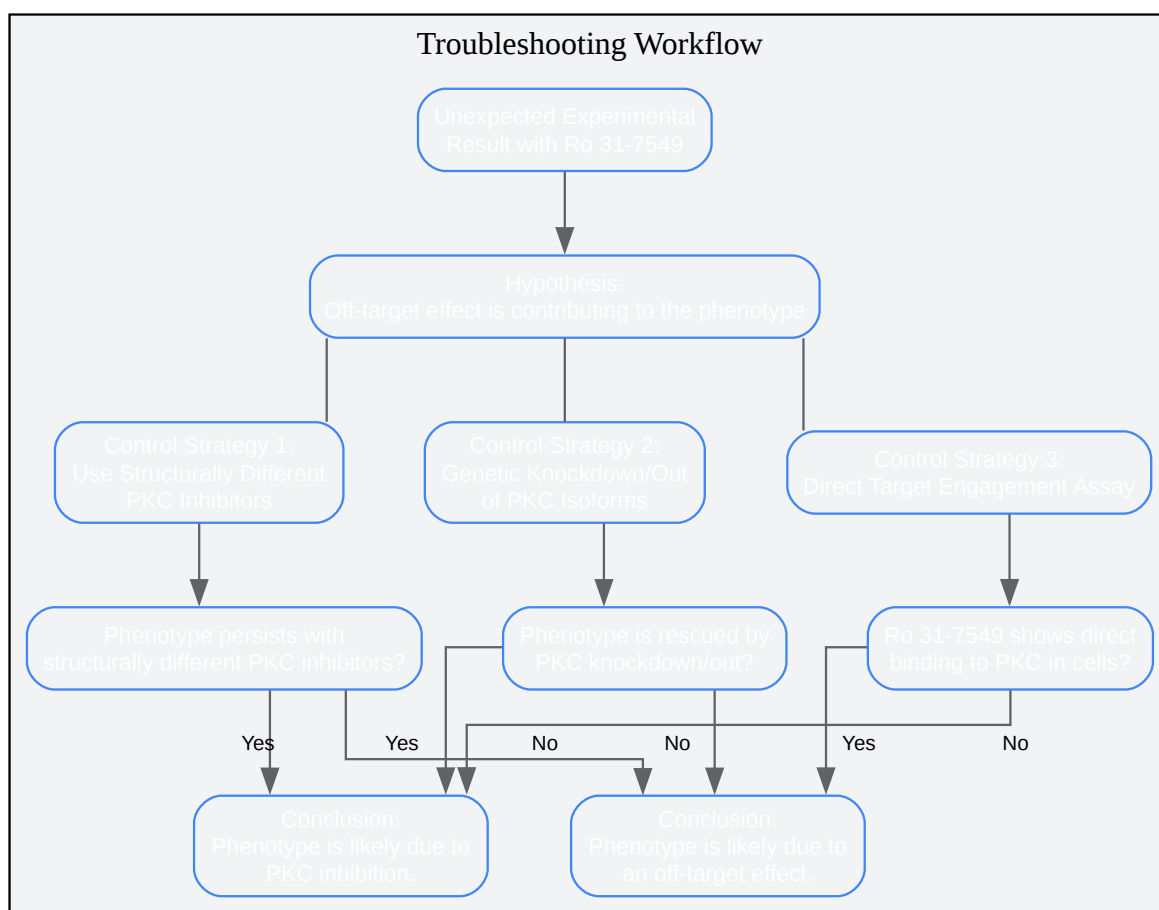 Troubleshooting Workflow
Unexpected Experimental
Result with Ro 31-7549
Hypothesis:
Off-target effect is contributing to the phenotype
Control Strategy 1:
Use Structurally Different
PKC Inhibitors
Control Strategy 2:
Genetic Knockdown/Out
of PKC Isoforms
Control Strategy 3:
Direct Target Engagement Assay
Phenotype persists with
structurally different PKC inhibitors?
Phenotype is rescued by
PKC knockdown/out?
Ro 31-7549 shows direct
binding to PKC in cells?
Yes
Yes
No
No
Yes
No
Conclusion:
Phenotype is likely due to
PKC inhibition.
Conclusion:
Phenotype is likely due to
an off-target effect.